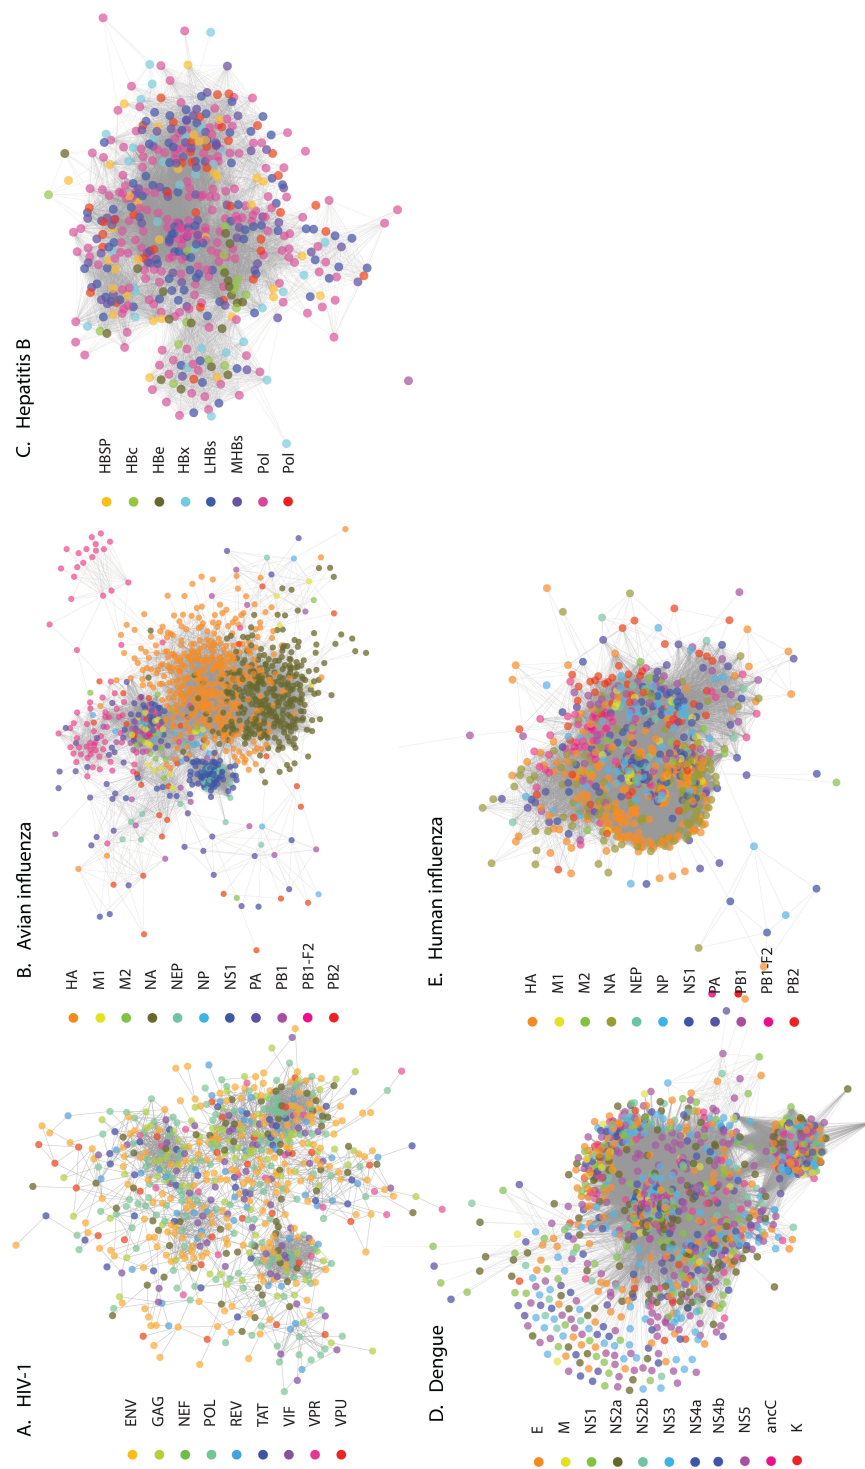 A. HIV-1
ENV
GAG
NEF
POL
REV
TAT
VIF
VPR
VPU
B. Avian influenza
HA
M1
M2
NA
NEP
NP
NS1
PA
PB1
PB1-F2
PB2
C. Hepatitis B
HBSP
HBc
HBe
HBx
LHBs
MHBs
Pol
Pol
D. Dengue
E
M
NS1
NS2a
NS2b
NS3
NS4a
NS4b
NS5
ancC
K
E. Human influenza
HA
M1
M2
NA
NEP
NP
NS1
PA
PB1
PB1-F2
PB2